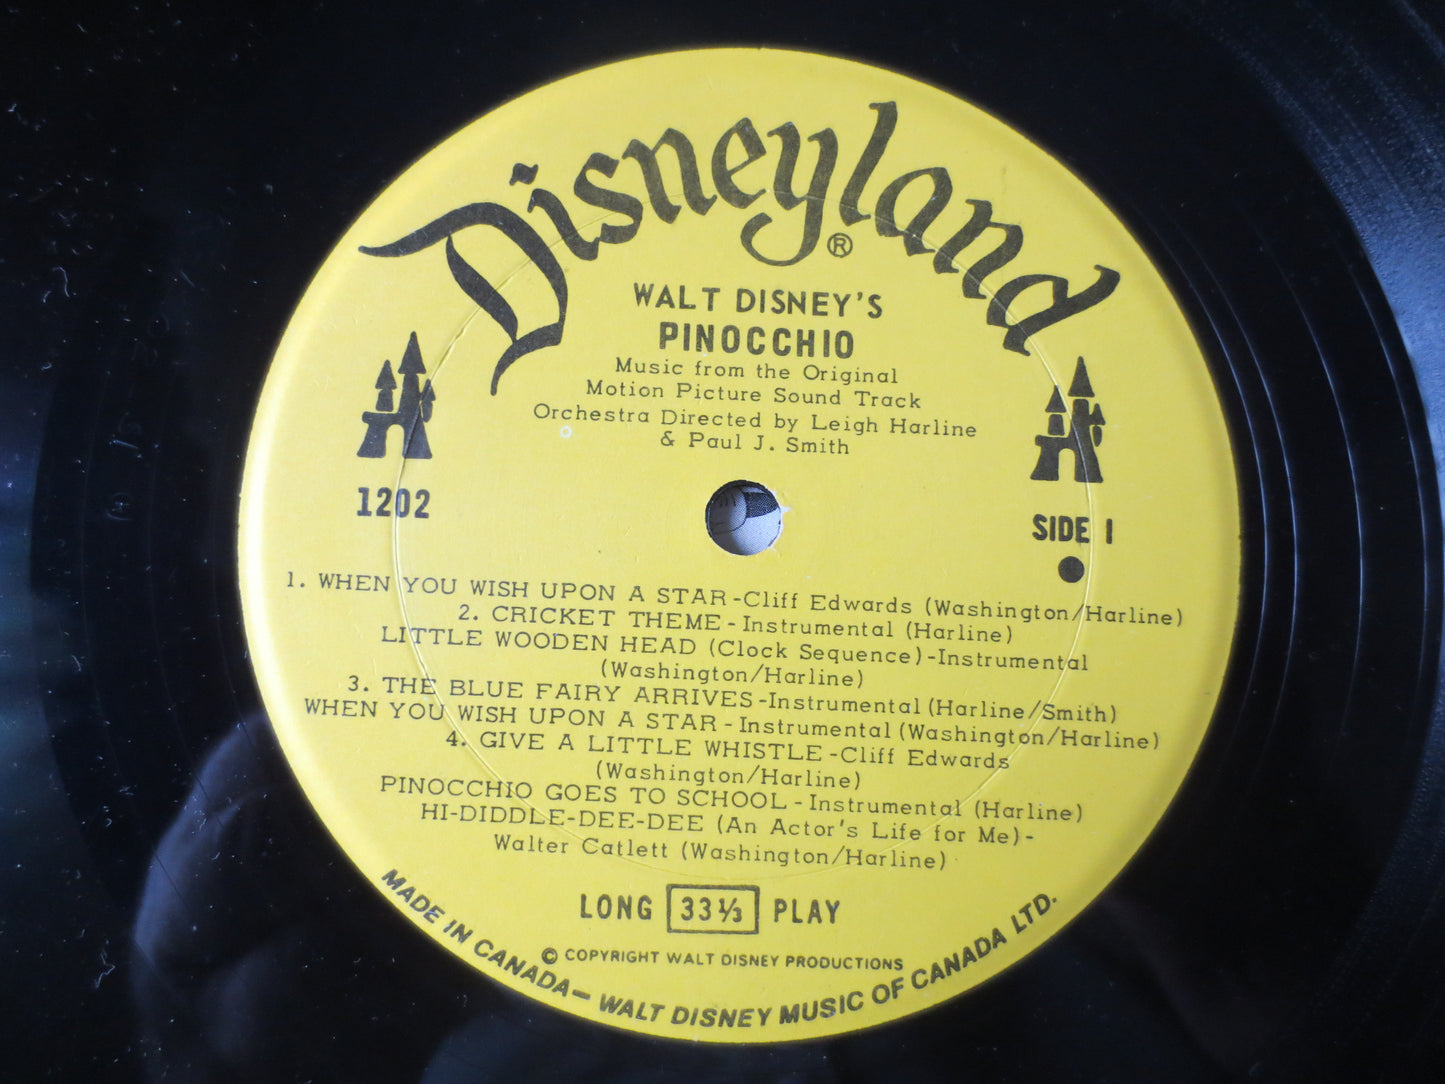 Disneyland®
WALT DISNEY'S
PINOCCHIO
Music from the Original
Motion Picture Sound Track
Orchestra Directed by Leigh Harline
& Paul J. Smith
1202
SIDE 1
1. WHEN YOU WISH UPON A STAR-Cliff Edwards (Washington/Harline)
2. CRICKET THEME-Instrumental (Harline)
LITTLE WOODEN HEAD (Clock Sequence)-Instrumental
(Washington/Harline)
3. THE BLUE FAIRY ARRIVES-Instrumental (Harline/Smith)
WHEN YOU WISH UPON A STAR-Instrumental (Washington/Harline)
4. GIVE A LITTLE WHISTLE-Cliff Edwards
(Washington/Harline)
PINOCCHIO GOES TO SCHOOL-Instrumental (Harline)
HI-DIDDLE-DEE-DEE (An Actor's Life for Me)-
Walter Catlett (Washington/Harline)
LONG 33⅓ PLAY
© COPYRIGHT WALT DISNEY PRODUCTIONS
MADE IN CANADA— WALT DISNEY MUSIC OF CANADA LTD.